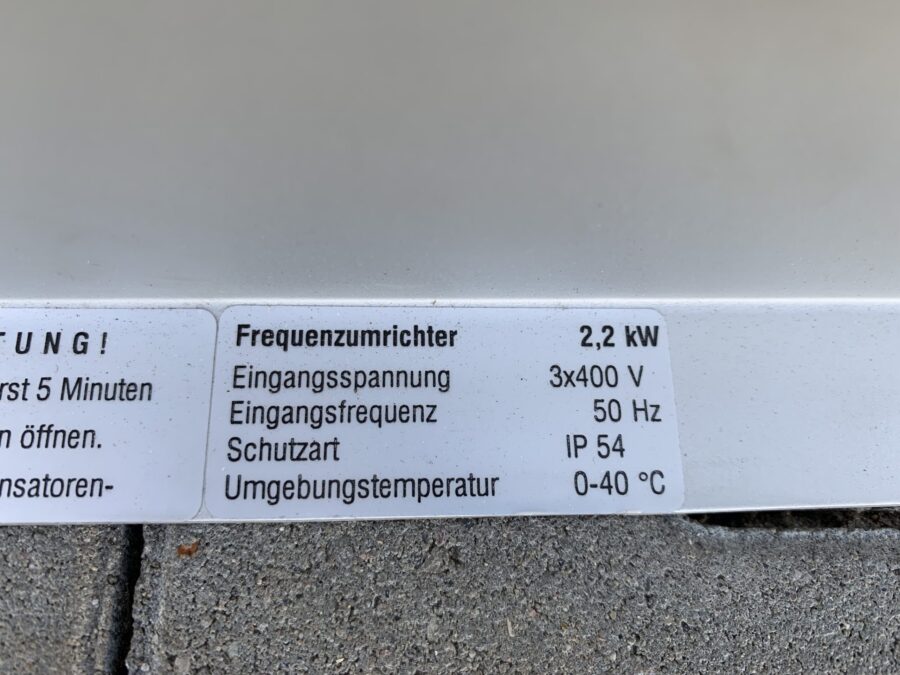 TUNG!
rst 5 Minuten
n öffnen.
nsatoren-
Frequenzumrichter 2,2 kW
Eingangsspannung 3x400 V
Eingangsfrequenz 50 Hz
Schutzart IP 54
Umgebungstemperatur 0-40 °C